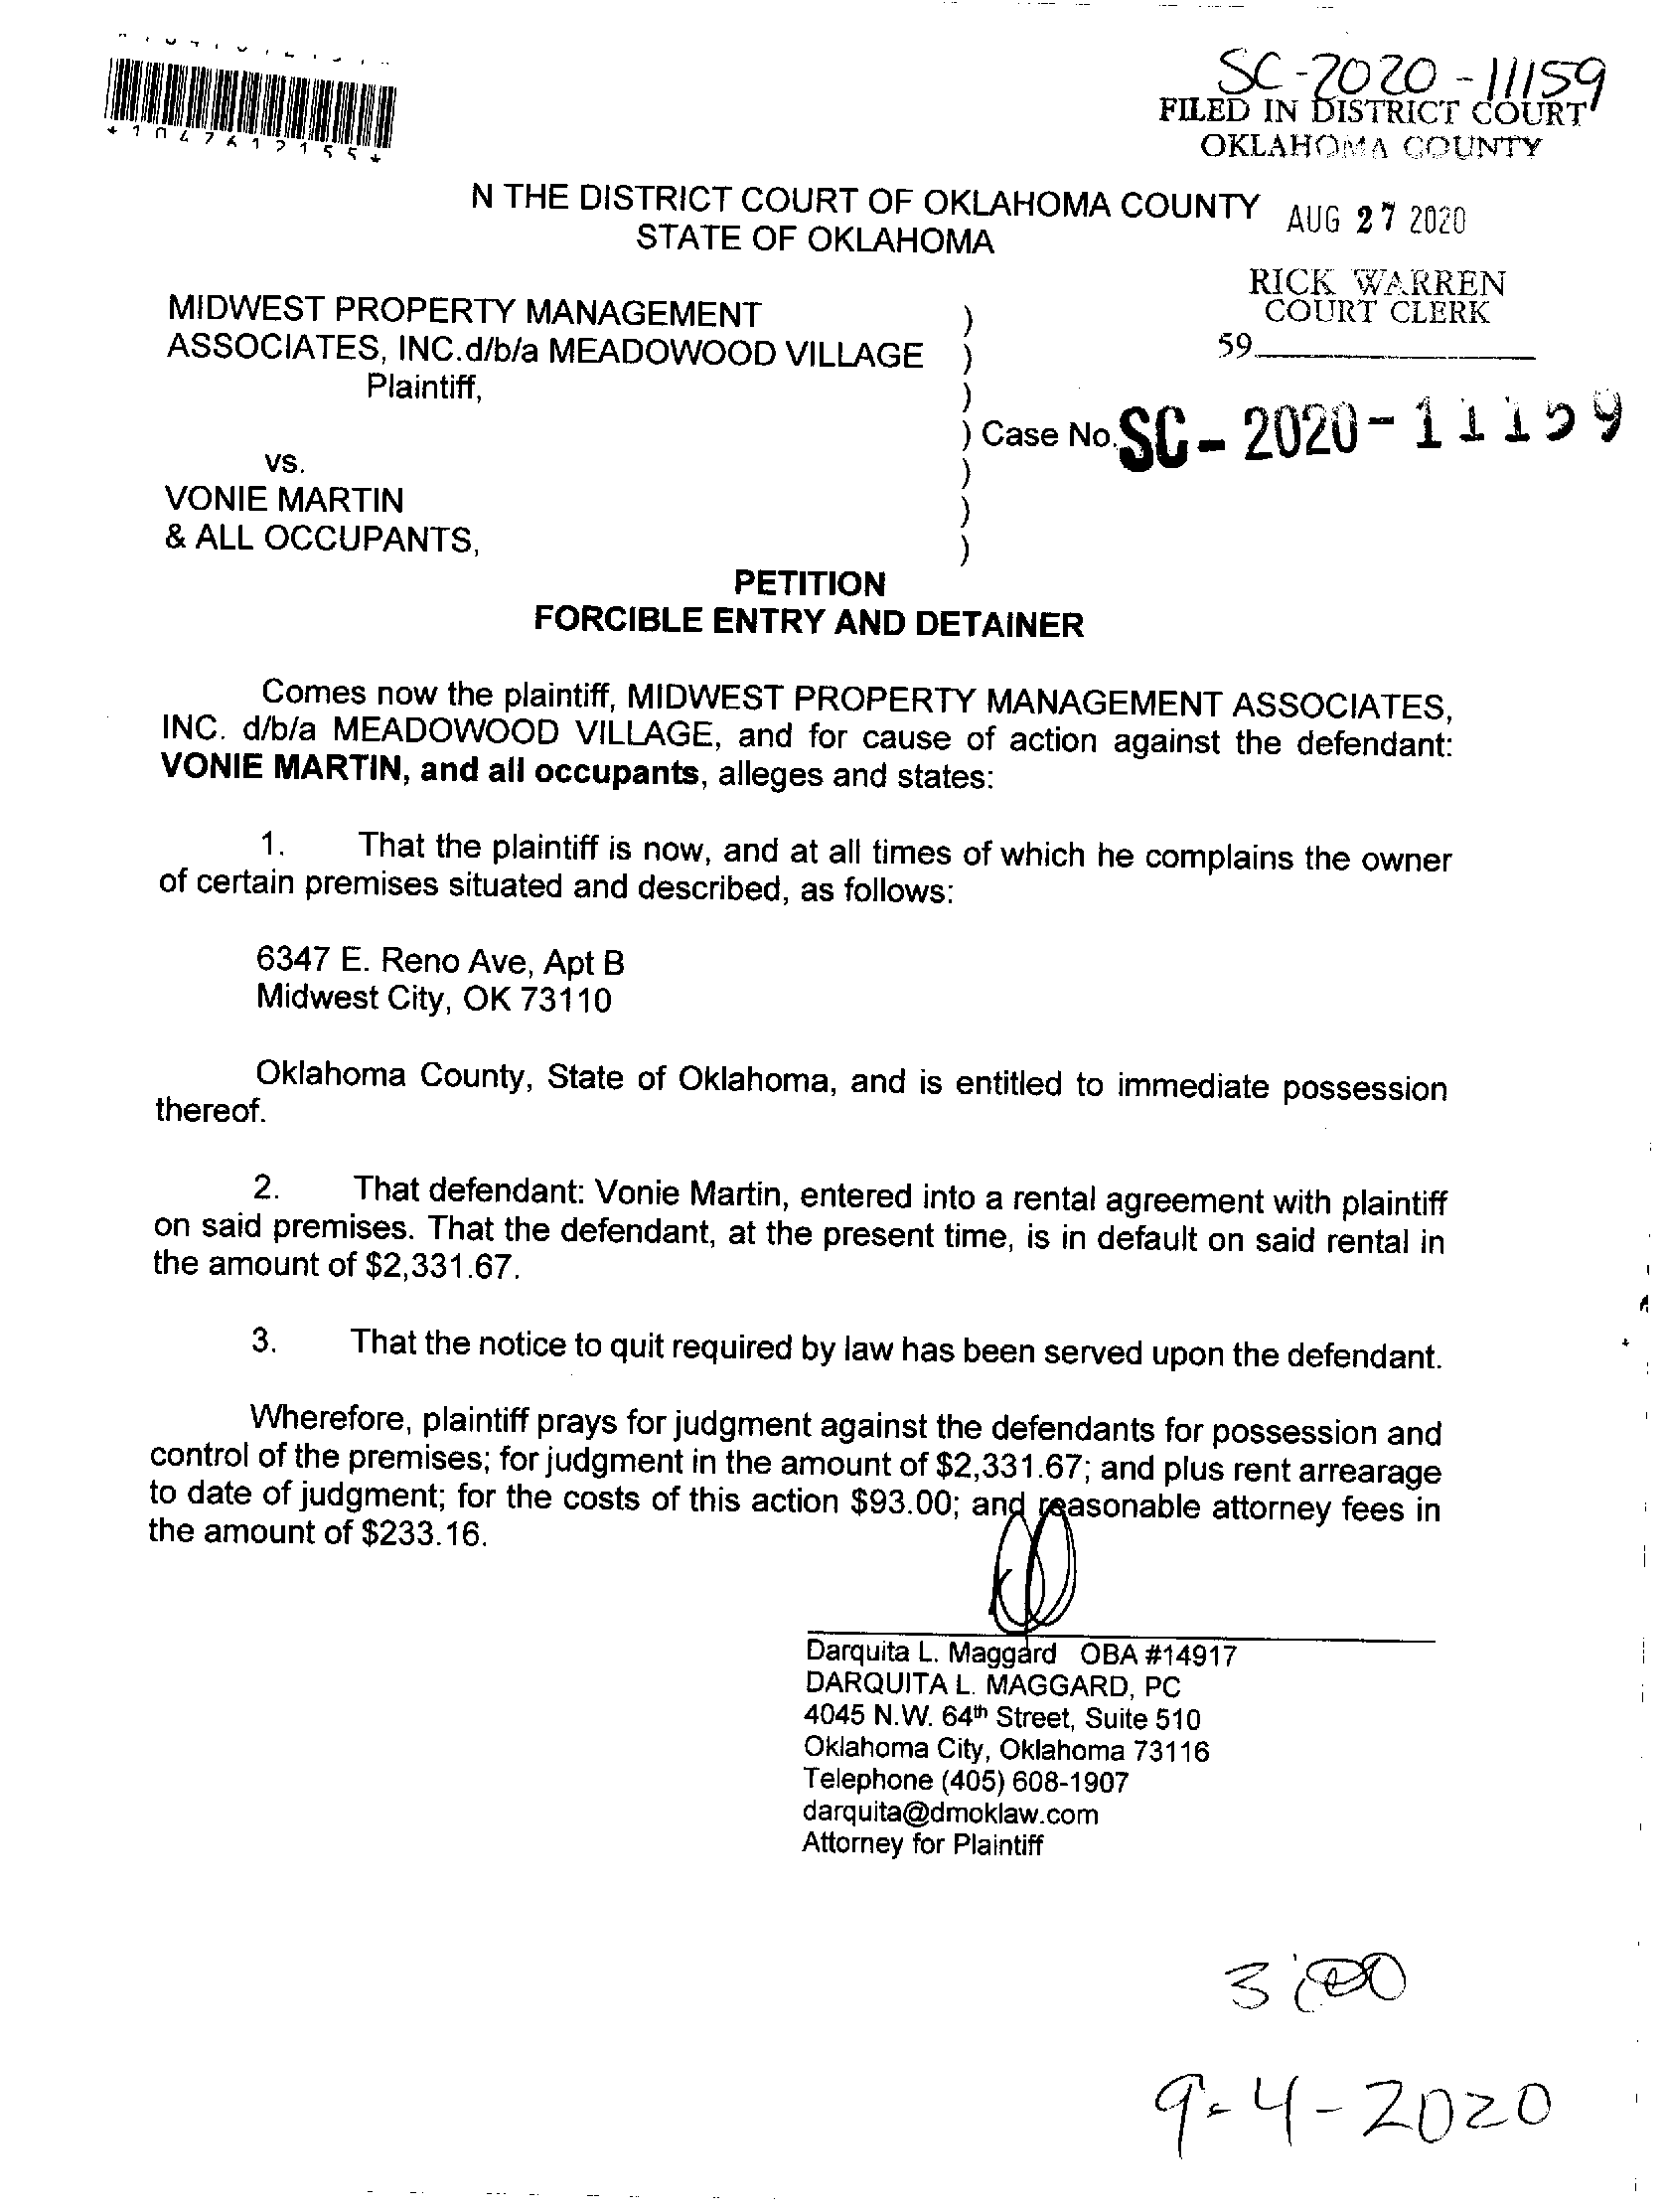 SC-2020-11159
FILED IN DISTRICT COURT
OKLAHOMA COUNTY
*1047612155*
N THE DISTRICT COURT OF OKLAHOMA COUNTY
STATE OF OKLAHOMA
AUG 27 2020
RICK WARREN
COURT CLERK
59
MIDWEST PROPERTY MANAGEMENT )
ASSOCIATES, INC.d/b/a MEADOWOOD VILLAGE )
Plaintiff, )
) Case No. SC-2020-11159
vs. )
VONIE MARTIN )
& ALL OCCUPANTS, )
PETITION
FORCIBLE ENTRY AND DETAINER
Comes now the plaintiff, MIDWEST PROPERTY MANAGEMENT ASSOCIATES,
INC. d/b/a MEADOWOOD VILLAGE, and for cause of action against the defendant:
VONIE MARTIN, and all occupants, alleges and states:
1. That the plaintiff is now, and at all times of which he complains the owner
of certain premises situated and described, as follows:
6347 E. Reno Ave, Apt B
Midwest City, OK 73110
Oklahoma County, State of Oklahoma, and is entitled to immediate possession
thereof.
2. That defendant: Vonie Martin, entered into a rental agreement with plaintiff
on said premises. That the defendant, at the present time, is in default on said rental in
the amount of $2,331.67.
3. That the notice to quit required by law has been served upon the defendant.
Wherefore, plaintiff prays for judgment against the defendants for possession and
control of the premises; for judgment in the amount of $2,331.67; and plus rent arrearage
to date of judgment; for the costs of this action $93.00; and reasonable attorney fees in
the amount of $233.16.
Darquita L. Maggard OBA #14917
DARQUITA L. MAGGARD, PC
4045 N.W. 64th Street, Suite 510
Oklahoma City, Oklahoma 73116
Telephone (405) 608-1907
darquita@dmoklaw.com
Attorney for Plaintiff
9-4-2020